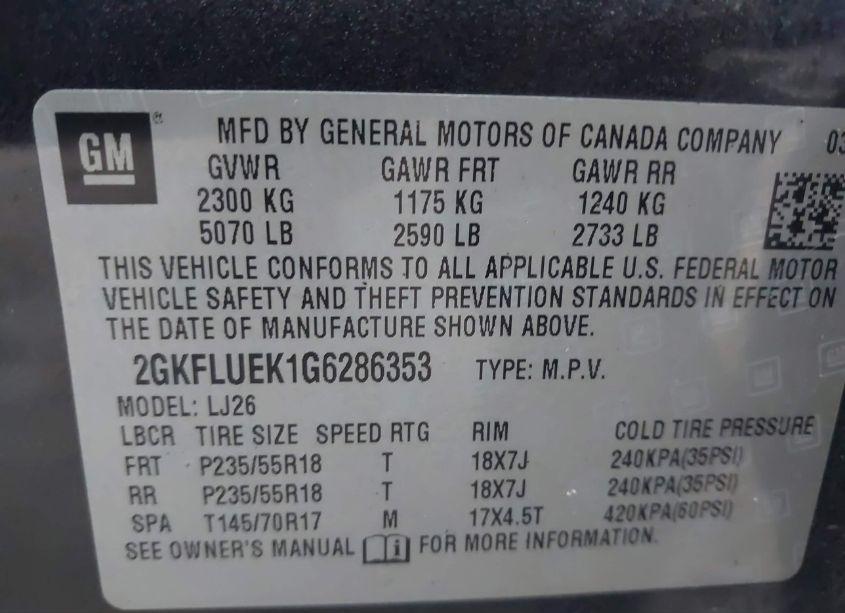 GM ® MFD BY GENERAL MOTORS OF CANADA COMPANY 03
GVWR GAWR FRT GAWR RR
2300 KG 1175 KG 1240 KG
5070 LB 2590 LB 2733 LB
THIS VEHICLE CONFORMS TO ALL APPLICABLE U.S. FEDERAL MOTOR
VEHICLE SAFETY AND THEFT PREVENTION STANDARDS IN EFFECT ON
THE DATE OF MANUFACTURE SHOWN ABOVE.
2GKFLUEK1G6286353 TYPE: M.P.V.
MODEL: LJ26
LBCR TIRE SIZE SPEED RTG RIM COLD TIRE PRESSURE
FRT P235/55R18 T 18X7J 240KPA(35PSI)
RR P235/55R18 T 18X7J 240KPA(35PSI)
SPA T145/70R17 M 17X4.5T 420KPA(60PSI)
SEE OWNER'S MANUAL i FOR MORE INFORMATION.